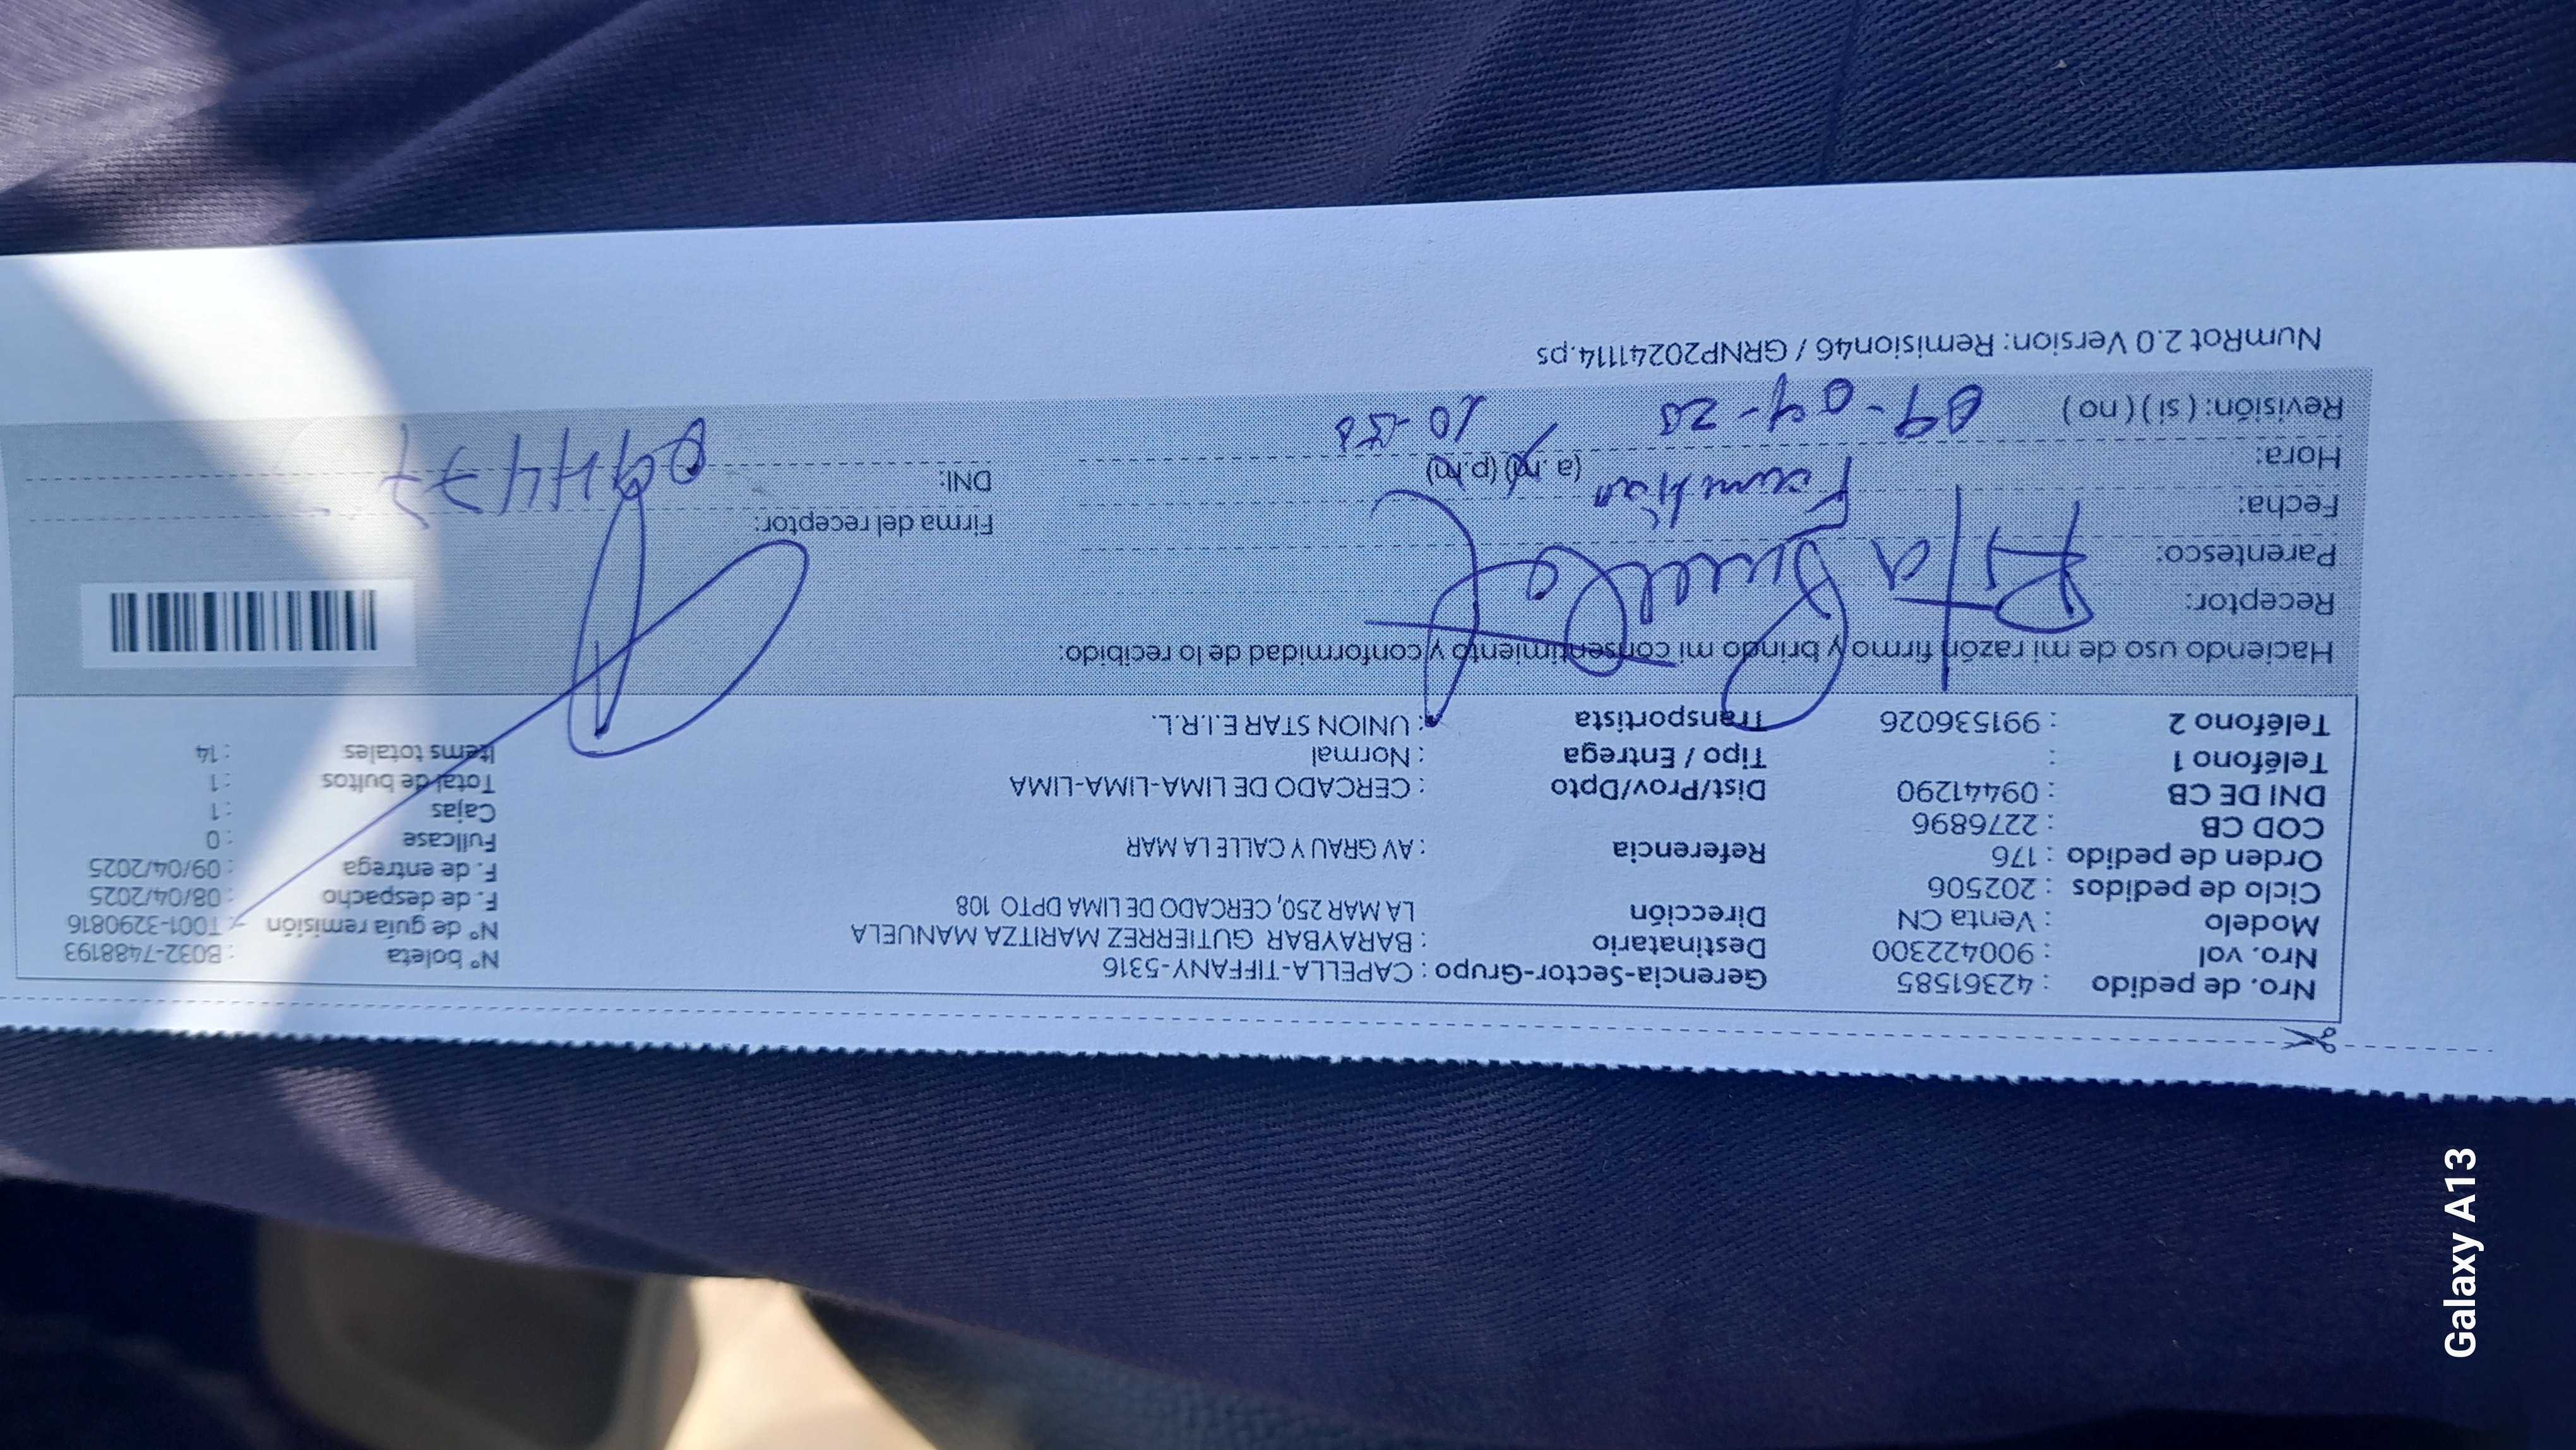 Nro. de pedido : 42361585 Gerencia-Sector-Grupo : CAPELLA-TIFFANY-5316 N° boleta : B032-7488193
Nro. vol : 900422300 Destinatario : BARAYBAR GUTIERREZ MARITZA MANUELA N° de guía remisión : T001-3290816
Modelo : Venta CN Dirección LA MAR 250, CERCADO DE LIMA DPTO 108 F. de despacho : 08/04/2025
Ciclo de pedidos : 202506 F. de entrega : 09/04/2025
Orden de pedido : 176 Referencia : AV GRAU Y CALLE LA MAR Fullcase : 0
COD CB : 2276896 Cajas : 1
DNI DE CB : 09441290 Dist/Prov/Dpto : CERCADO DE LIMA-LIMA-LIMA Total de bultos : 1
Teléfono 1 : Tipo / Entrega : Normal Items totales : 14
Teléfono 2 : 991536026 Transportista : UNION STAR E.I.R.L.
Haciendo uso de mi razón firmo y brindo mi consentimiento y conformidad de lo recibido:
Receptor: Rita
Parentesco: Firma del receptor:
Fecha: Familiar DNI:
Hora: (a.m) (p.m)
Revisión: ( si ) ( no ) 09-04-25 10-50
NumRot 2.0 Version: Remision46 / GRNP20241114.ps
Galaxy A13